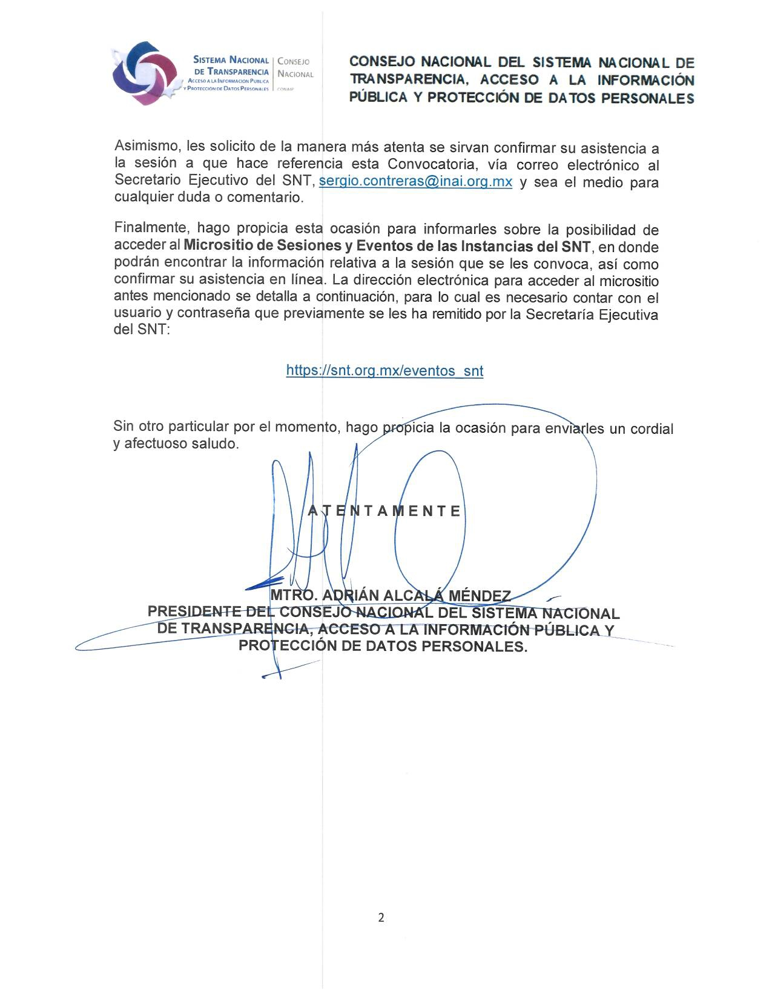 SISTEMA NACIONAL
DE TRANSPARENCIA
ACCESO A LA INFORMACIÓN PÚBLICA
Y PROTECCIÓN DE DATOS PERSONALES
CONSEJO
NACIONAL
CONAIP
CONSEJO NACIONAL DEL SISTEMA NACIONAL DE
TRANSPARENCIA, ACCESO A LA INFORMACIÓN
PÚBLICA Y PROTECCIÓN DE DATOS PERSONALES
Asimismo, les solicito de la manera más atenta se sirvan confirmar su asistencia a
la sesión a que hace referencia esta Convocatoria, vía correo electrónico al
Secretario Ejecutivo del SNT, sergio.contreras@inai.org.mx y sea el medio para
cualquier duda o comentario.
Finalmente, hago propicia esta ocasión para informarles sobre la posibilidad de
acceder al Micrositio de Sesiones y Eventos de las Instancias del SNT, en donde
podrán encontrar la información relativa a la sesión que se les convoca, así como
confirmar su asistencia en línea. La dirección electrónica para acceder al micrositio
antes mencionado se detalla a continuación, para lo cual es necesario contar con el
usuario y contraseña que previamente se les ha remitido por la Secretaría Ejecutiva
del SNT:
https://snt.org.mx/eventos_snt
Sin otro particular por el momento, hago propicia la ocasión para enviarles un cordial
y afectuoso saludo.
A T E N T A M E N T E
MTRO. ADRIÁN ALCALÁ MÉNDEZ
PRESIDENTE DEL CONSEJO NACIONAL DEL SISTEMA NACIONAL
DE TRANSPARENCIA, ACCESO A LA INFORMACIÓN PÚBLICA Y
PROTECCIÓN DE DATOS PERSONALES.
2